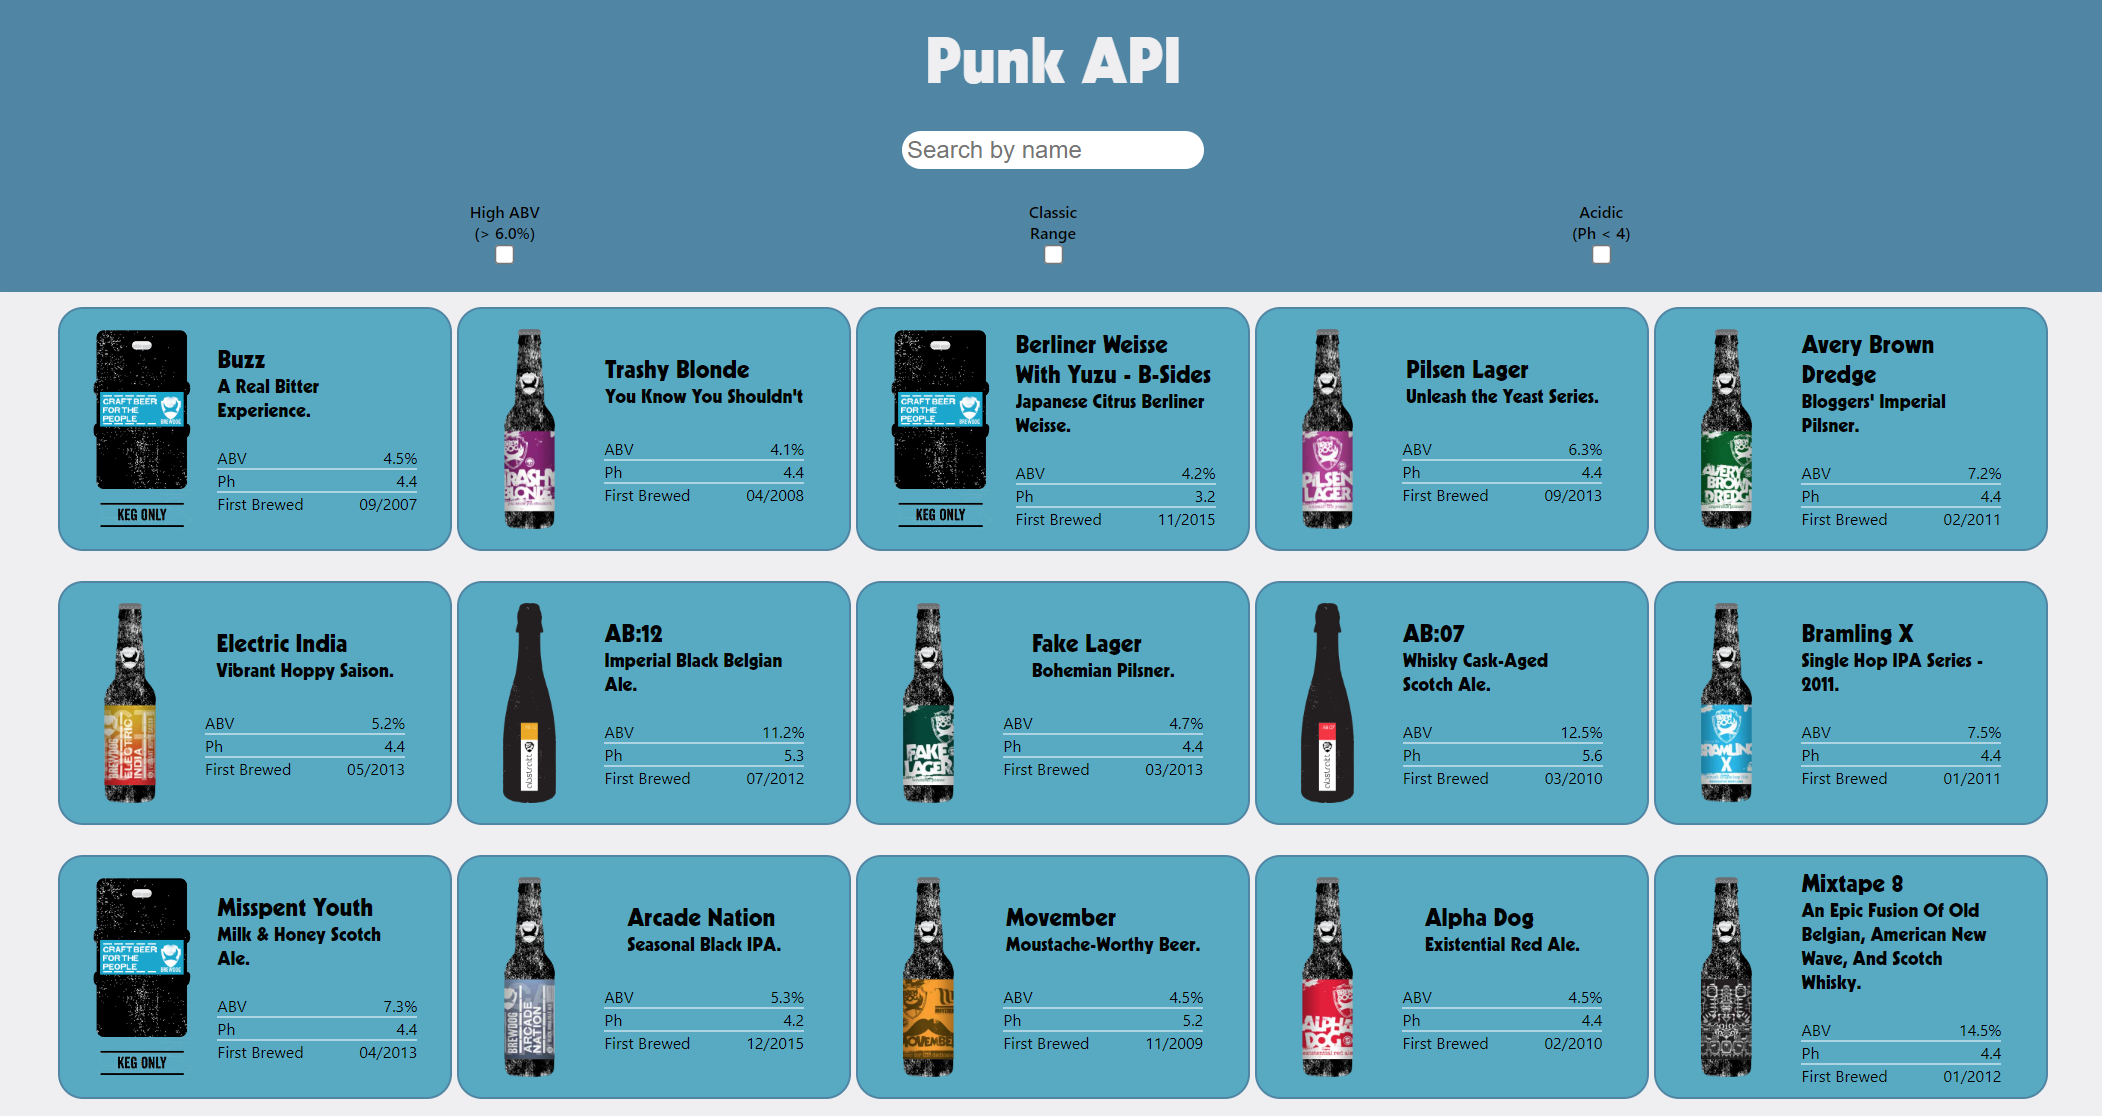 Punk API
Search by name
High ABV
(> 6.0%)
Classic
Range
Acidic
(Ph < 4)
CRAFT BEER
FOR THE
PEOPLE
BREWDOG
KEG ONLY
Buzz
A Real Bitter
Experience.
ABV 4.5%
Ph 4.4
First Brewed 09/2007
TRASHY
BLONDE
Trashy Blonde
You Know You Shouldn't
ABV 4.1%
Ph 4.4
First Brewed 04/2008
CRAFT BEER
FOR THE
PEOPLE
BREWDOG
KEG ONLY
Berliner Weisse
With Yuzu - B-Sides
Japanese Citrus Berliner
Weisse.
ABV 4.2%
Ph 3.2
First Brewed 11/2015
PILSEN
LAGER
Pilsen Lager
Unleash the Yeast Series.
ABV 6.3%
Ph 4.4
First Brewed 09/2013
AVERY
BROWN
DREDGE
Avery Brown
Dredge
Bloggers' Imperial
Pilsner.
ABV 7.2%
Ph 4.4
First Brewed 02/2011
BREWDOG
ELECTRIC
INDIA
Electric India
Vibrant Hoppy Saison.
ABV 5.2%
Ph 4.4
First Brewed 05/2013
AB:12
Imperial Black Belgian
Ale.
ABV 11.2%
Ph 5.3
First Brewed 07/2012
FAKE
LAGER
Fake Lager
Bohemian Pilsner.
ABV 4.7%
Ph 4.4
First Brewed 03/2013
AB:07
Whisky Cask-Aged
Scotch Ale.
ABV 12.5%
Ph 5.6
First Brewed 03/2010
BRAMLING
X
Bramling X
Single Hop IPA Series -
2011.
ABV 7.5%
Ph 4.4
First Brewed 01/2011
CRAFT BEER
FOR THE
PEOPLE
BREWDOG
KEG ONLY
Misspent Youth
Milk & Honey Scotch
Ale.
ABV 7.3%
Ph 4.4
First Brewed 04/2013
BREWDOG
ARCADE
NATION
Arcade Nation
Seasonal Black IPA.
ABV 5.3%
Ph 4.2
First Brewed 12/2015
MOVEMBER
Movember
Moustache-Worthy Beer.
ABV 4.5%
Ph 5.2
First Brewed 11/2009
ALPHA
DOG
existential red ale
Alpha Dog
Existential Red Ale.
ABV 4.5%
Ph 4.4
First Brewed 02/2010
Mixtape 8
An Epic Fusion Of Old
Belgian, American New
Wave, And Scotch
Whisky.
ABV 14.5%
Ph 4.4
First Brewed 01/2012